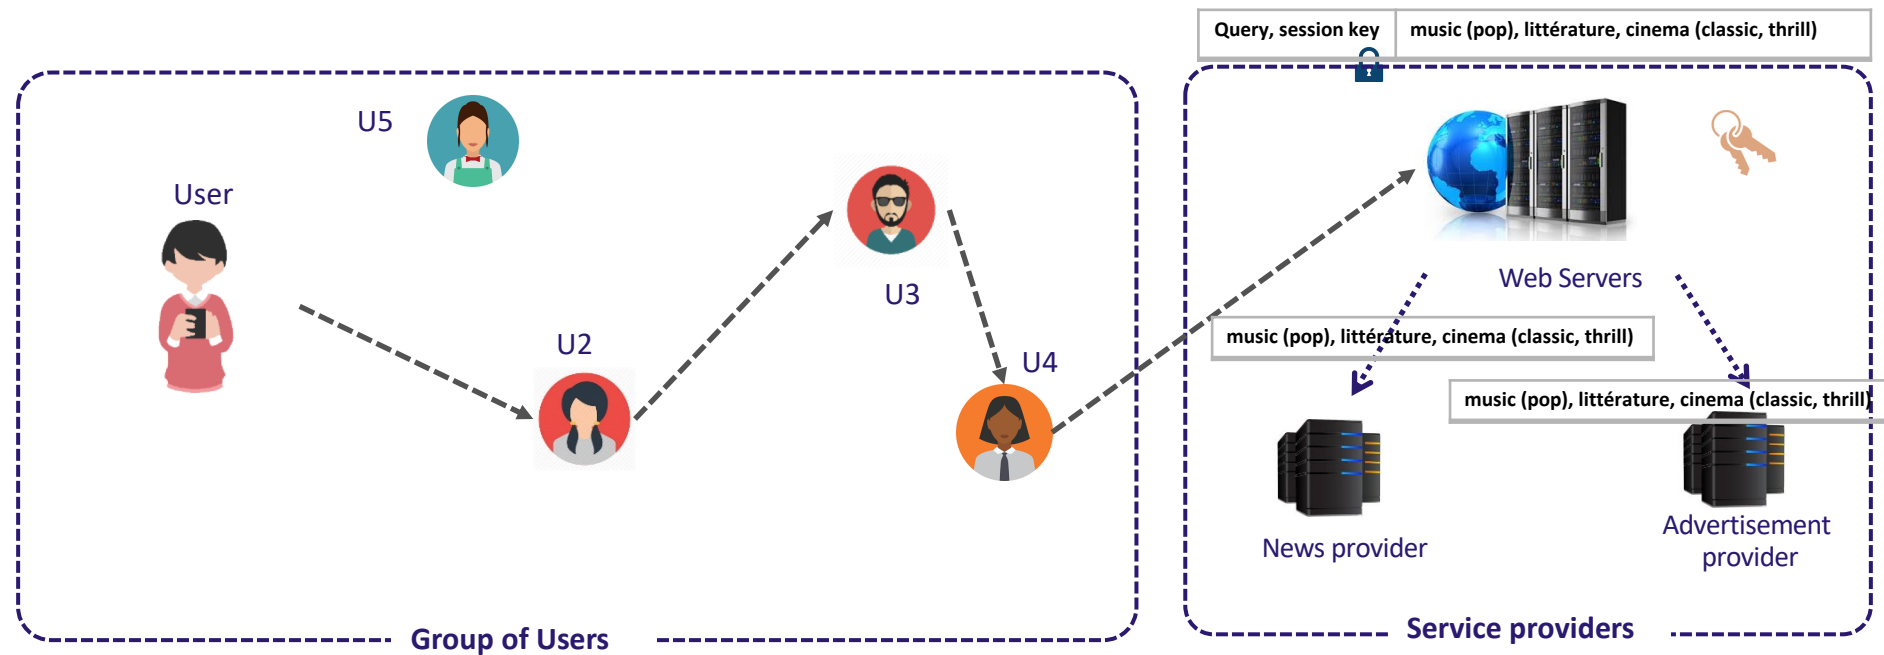 Query, session key
music (pop), littérature, cinema (classic, thrill)
U5
User
U3
Web Servers
U2
music (pop), littérature, cinema (classic, thrill)
U4
music (pop), littérature, cinema (classic, thrill)
News provider
Advertisement
provider
Group of Users
Service providers